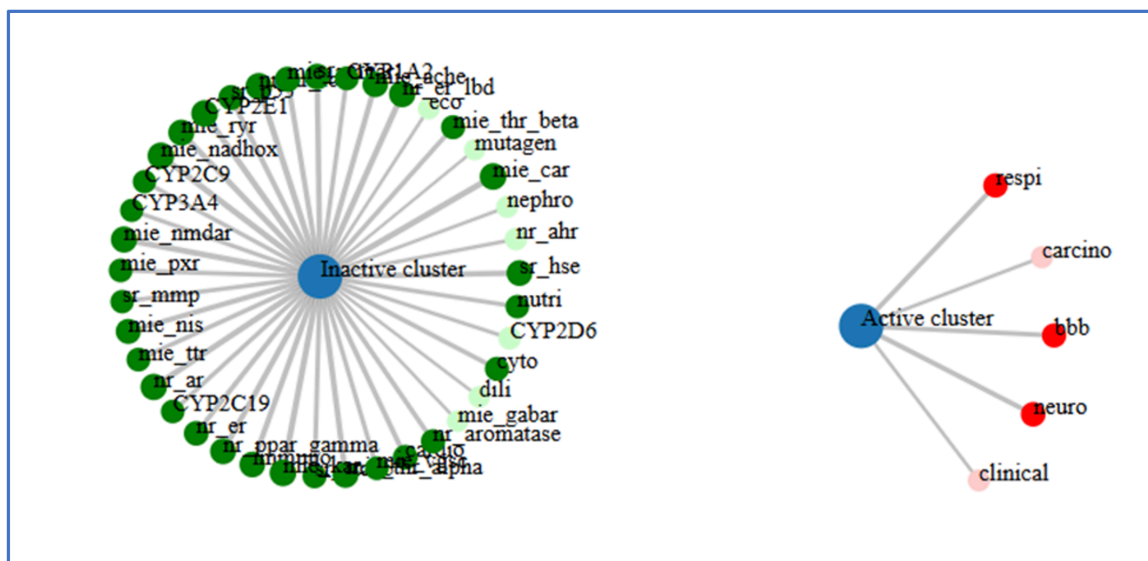 CYP1A2
mie_ache
nr_er_lbd
eco
CYP2E1
mie_thr_beta
mie_ryr
mutagen
mie_nadhox
mie_car
CYP2C9
nephro
CYP3A4
nr_ahr
mie_nmdar
mie_pxr
Inactive cluster
sr_hse
sr_mmp
nutri
mie_nis
CYP2D6
mie_ttr
cyto
nr_ar
dili
CYP2C19
mie_gabar
nr_er
nr_aromatase
nr_ppar_gamma
cardio
respi
carcino
Active cluster
bbb
neuro
clinical